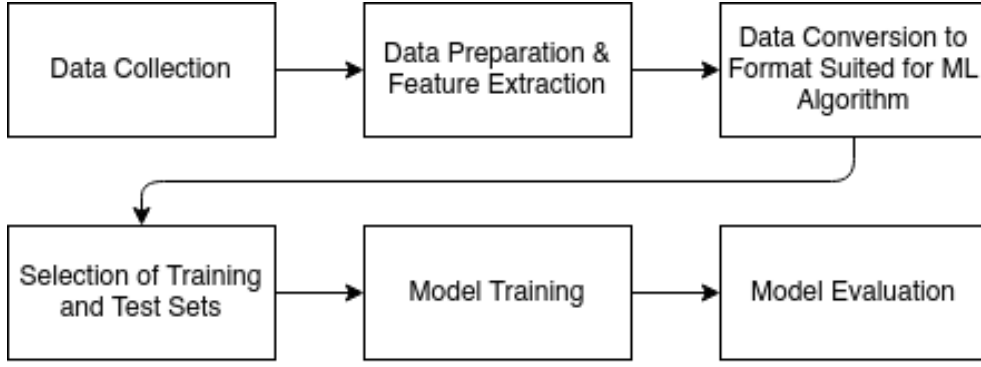 Data Collection
Data Preparation &
Feature Extraction
Data Conversion to
Format Suited for ML
Algorithm
Selection of Training
and Test Sets
Model Training
Model Evaluation